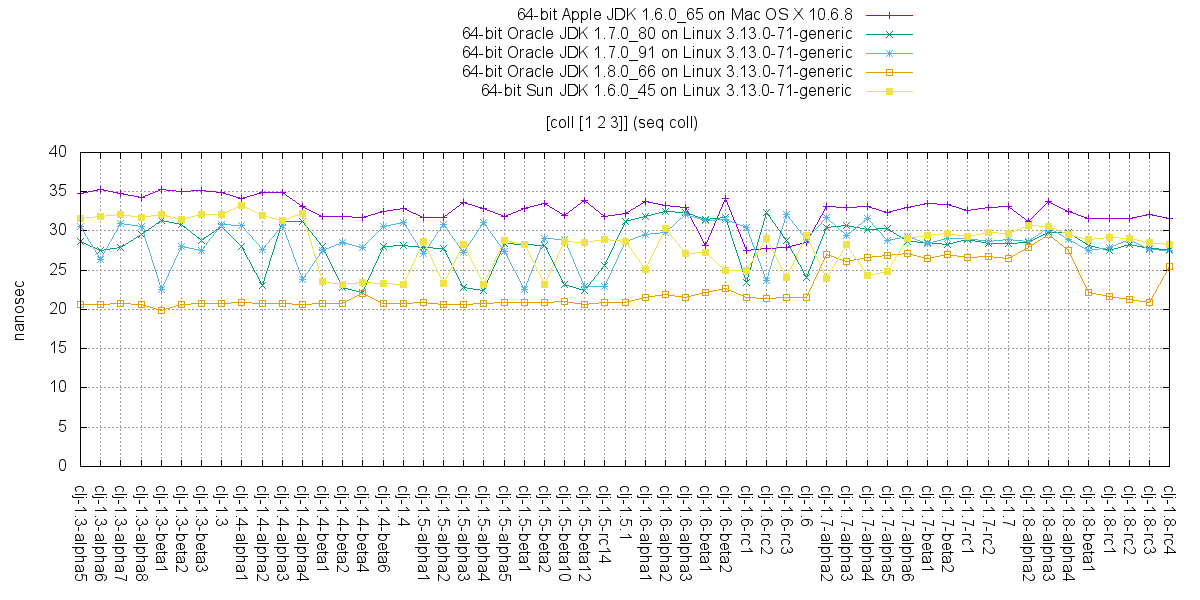 64-bit Apple JDK 1.6.0_65 on Mac OS X 10.6.8
64-bit Oracle JDK 1.7.0_80 on Linux 3.13.0-71-generic
64-bit Oracle JDK 1.7.0_91 on Linux 3.13.0-71-generic
64-bit Oracle JDK 1.8.0_66 on Linux 3.13.0-71-generic
64-bit Sun JDK 1.6.0_45 on Linux 3.13.0-71-generic
[coll [1 2 3]] (seq coll)
40
35
30
25
20
15
10
5
0
nanosec
clj-1.3-alpha5
clj-1.3-alpha6
clj-1.3-alpha7
clj-1.3-alpha8
clj-1.3-beta1
clj-1.3-beta2
clj-1.3-beta3
clj-1.3
clj-1.4-alpha1
clj-1.4-alpha2
clj-1.4-alpha3
clj-1.4-alpha4
clj-1.4-beta1
clj-1.4-beta2
clj-1.4-beta4
clj-1.4-beta6
clj-1.4
clj-1.5-alpha1
clj-1.5-alpha2
clj-1.5-alpha3
clj-1.5-alpha4
clj-1.5-alpha5
clj-1.5-beta1
clj-1.5-beta2
clj-1.5-beta10
clj-1.5-beta12
clj-1.5-rc14
clj-1.5.1
clj-1.6-alpha1
clj-1.6-alpha2
clj-1.6-alpha3
clj-1.6-beta1
clj-1.6-beta2
clj-1.6-rc1
clj-1.6-rc2
clj-1.6-rc3
clj-1.6
clj-1.7-alpha2
clj-1.7-alpha3
clj-1.7-alpha4
clj-1.7-alpha5
clj-1.7-alpha6
clj-1.7-beta1
clj-1.7-beta2
clj-1.7-rc1
clj-1.7-rc2
clj-1.7
clj-1.8-alpha2
clj-1.8-alpha3
clj-1.8-alpha4
clj-1.8-beta1
clj-1.8-rc1
clj-1.8-rc2
clj-1.8-rc3
clj-1.8-rc4